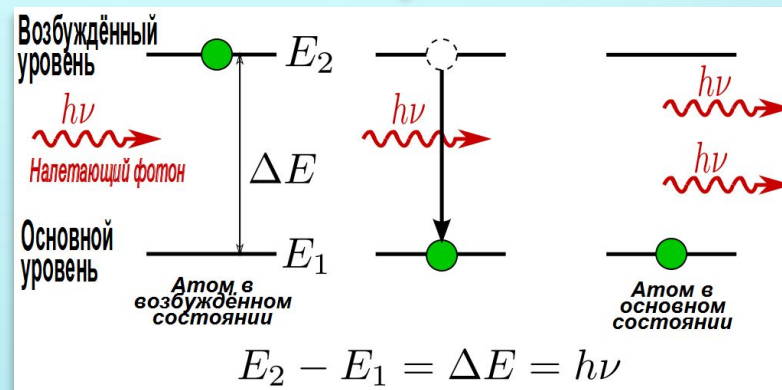 Возбуждённый
уровень
E₂
hν
Налетающий фотон
ΔE
hν
hν
hν
Основной
уровень
E₁
Атом в
возбуждённом
состоянии
Атом в
основном
состоянии
E₂ − E₁ = ΔE = hν